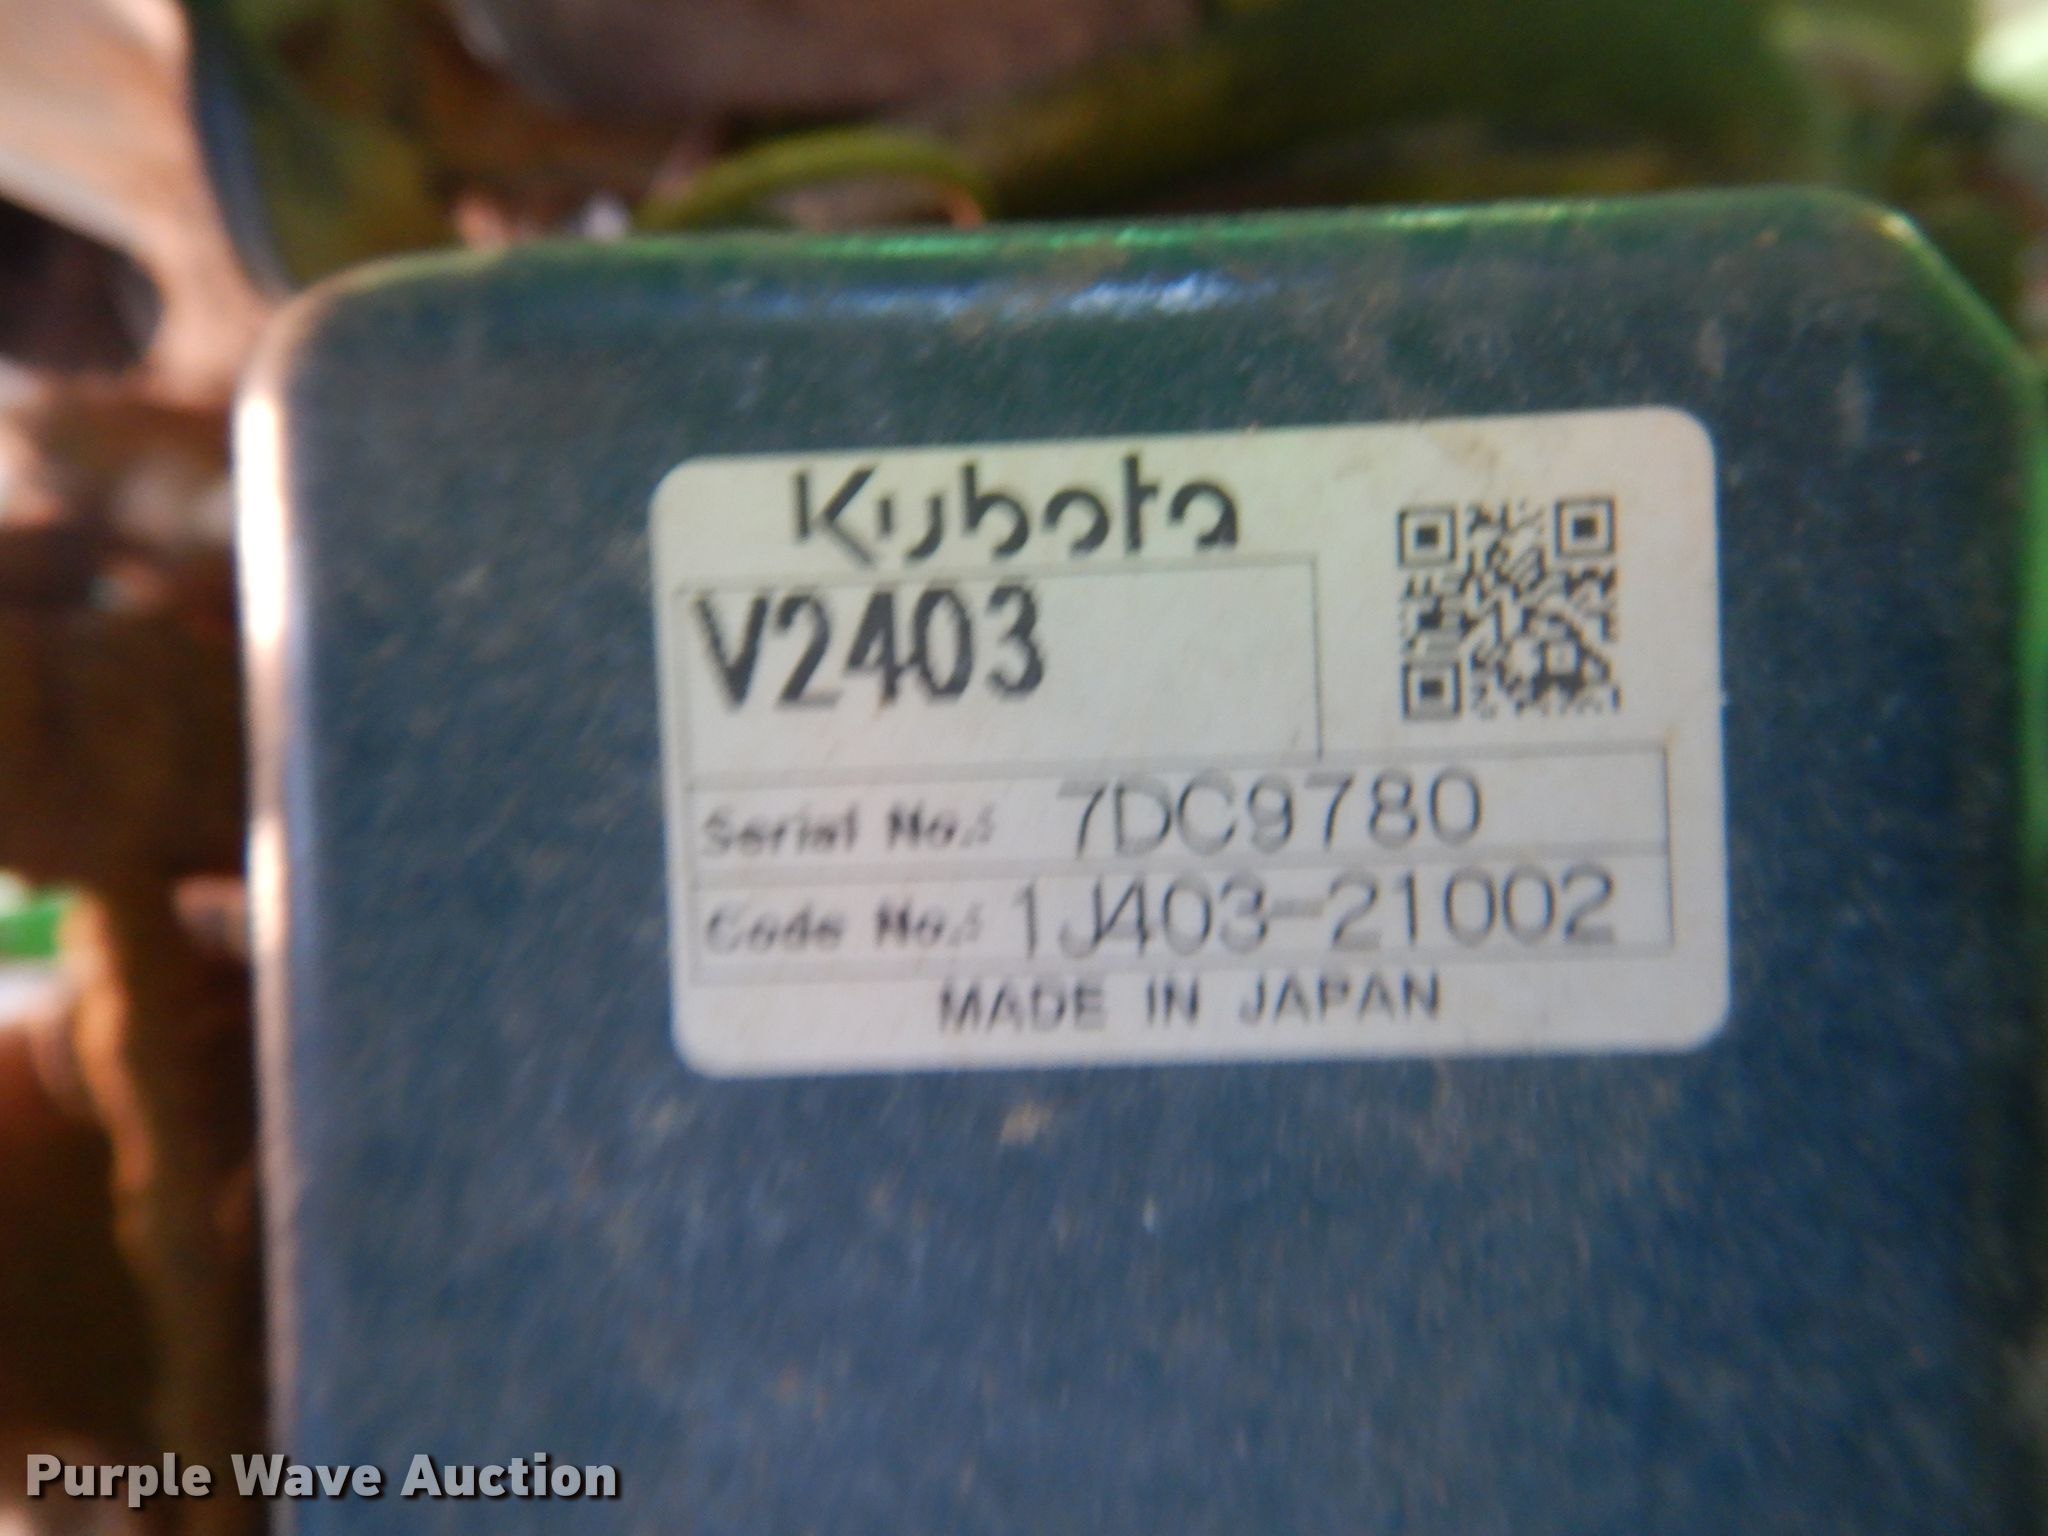 Kubota
V2403
Serial No.: 7DC9780
Code No.: 1J403-21002
MADE IN JAPAN
Purple Wave Auction